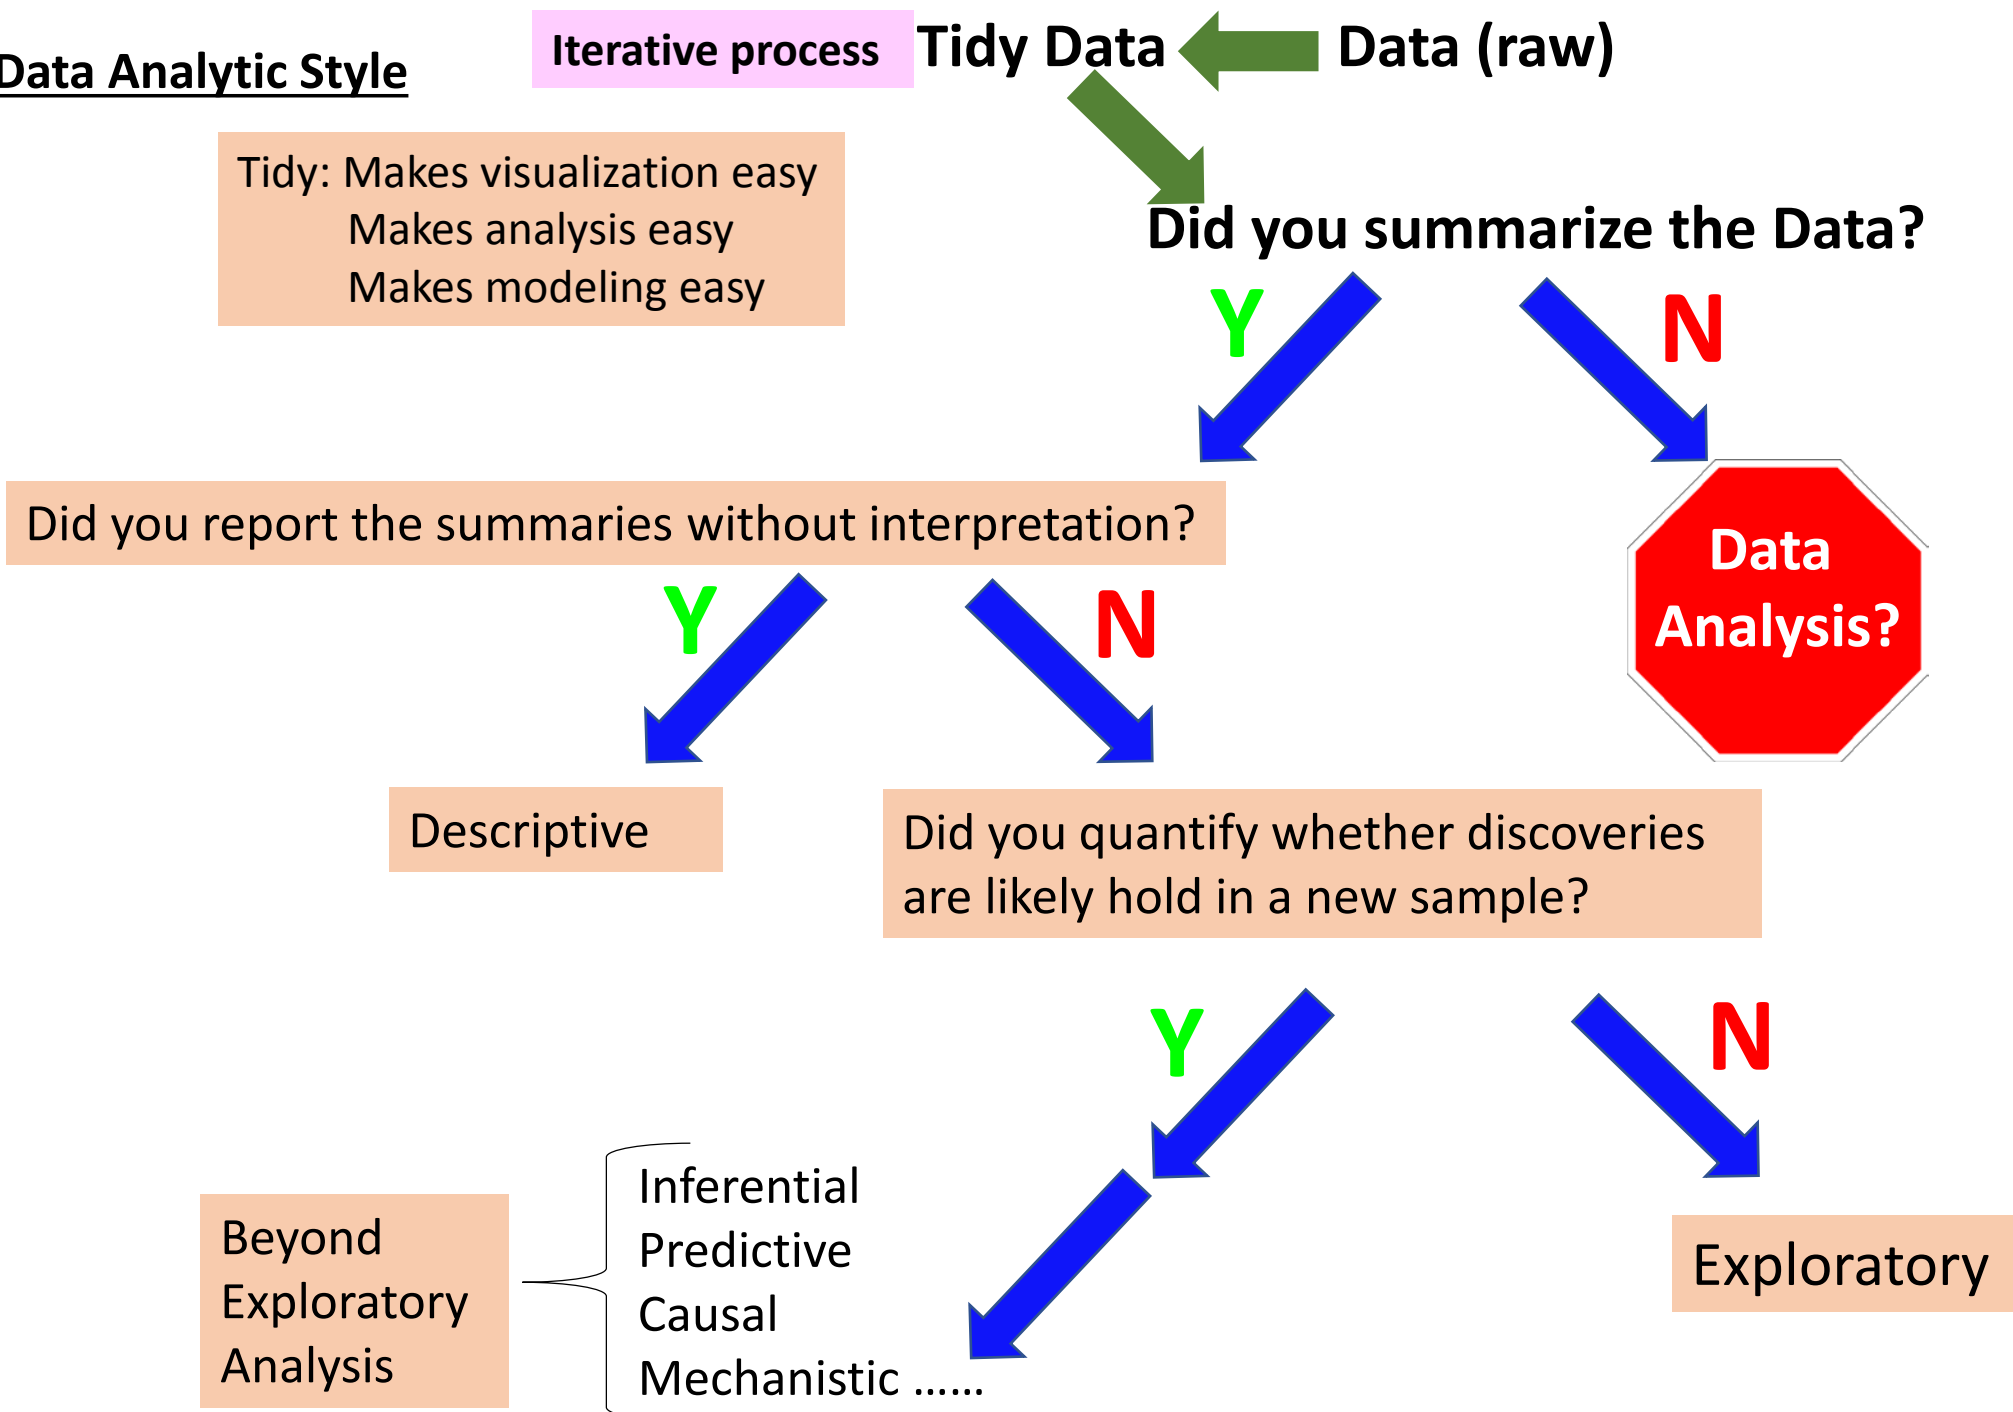 Data Analytic Style
Iterative process
Tidy Data
Data (raw)
Tidy: Makes visualization easy
Makes analysis easy
Makes modeling easy
Did you summarize the Data?
Y
N
Did you report the summaries without interpretation?
Data
Analysis?
Y
N
Descriptive
Did you quantify whether discoveries
are likely hold in a new sample?
Y
N
Beyond
Exploratory
Analysis
Inferential
Predictive
Causal
Mechanistic ......
Exploratory